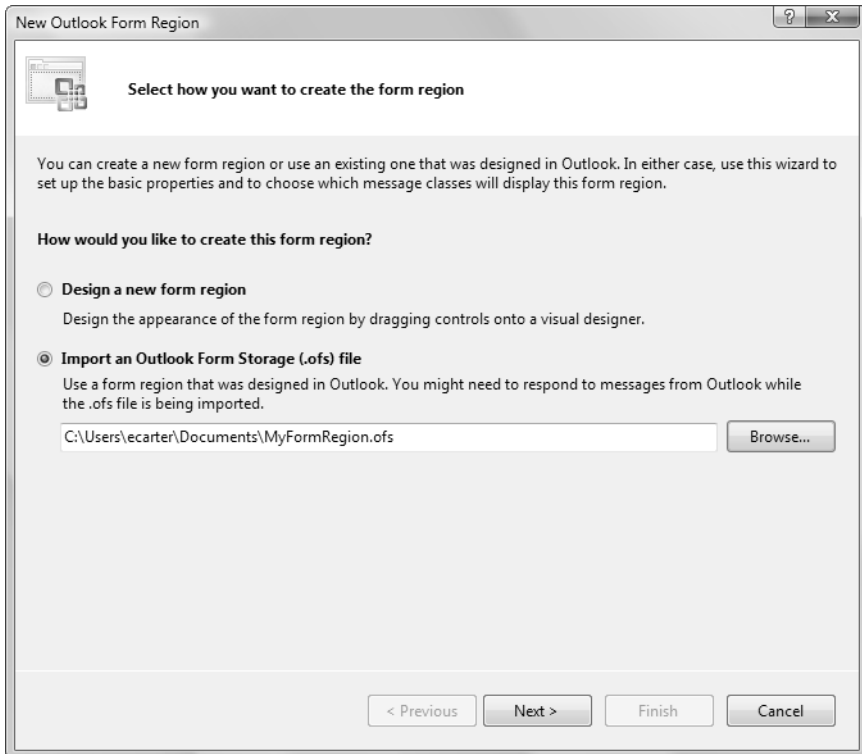 New Outlook Form Region
Select how you want to create the form region
You can create a new form region or use an existing one that was designed in Outlook. In either case, use this wizard to
set up the basic properties and to choose which message classes will display this form region.
How would you like to create this form region?
Design a new form region
Design the appearance of the form region by dragging controls onto a visual designer.
Import an Outlook Form Storage (.ofs) file
Use a form region that was designed in Outlook. You might need to respond to messages from Outlook while
the .ofs file is being imported.
C:\Users\ecarter\Documents\MyFormRegion.ofs
Browse...
< Previous
Next >
Finish
Cancel